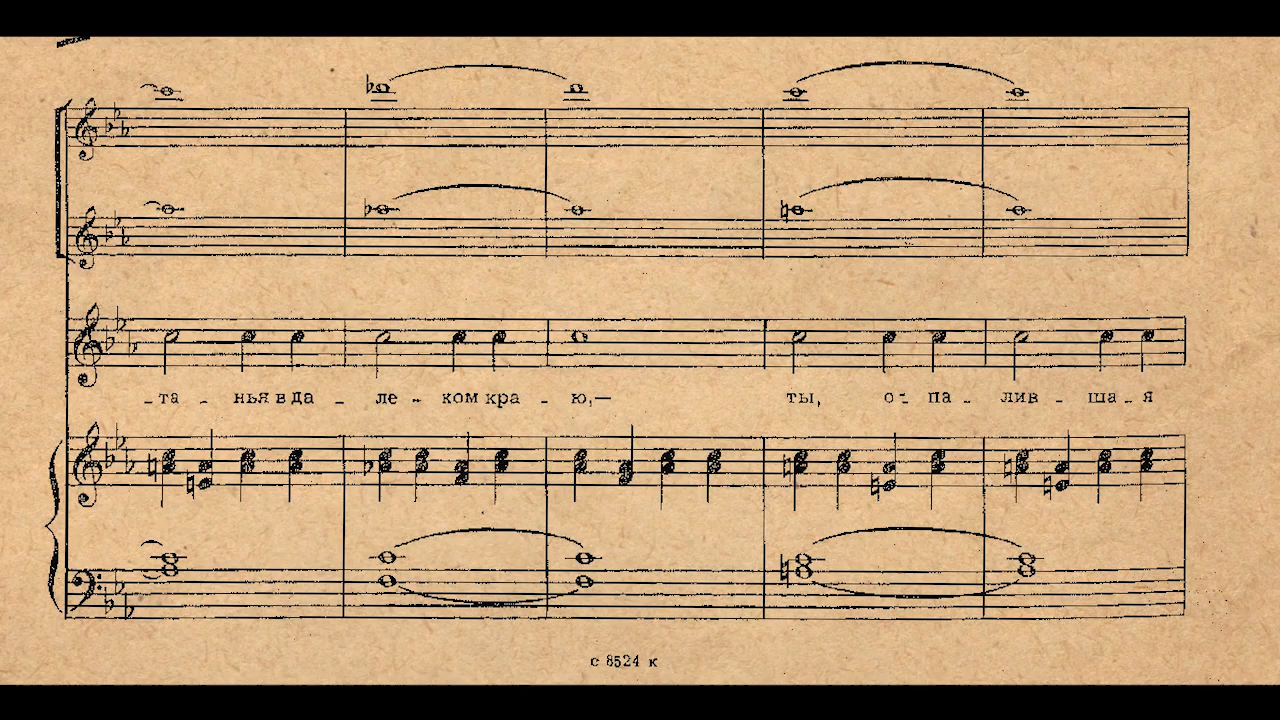 _ та _ нья в да _ ле - ком кра _ ю,— ты, о- па _ лив _ ша _ я
с 8524 к